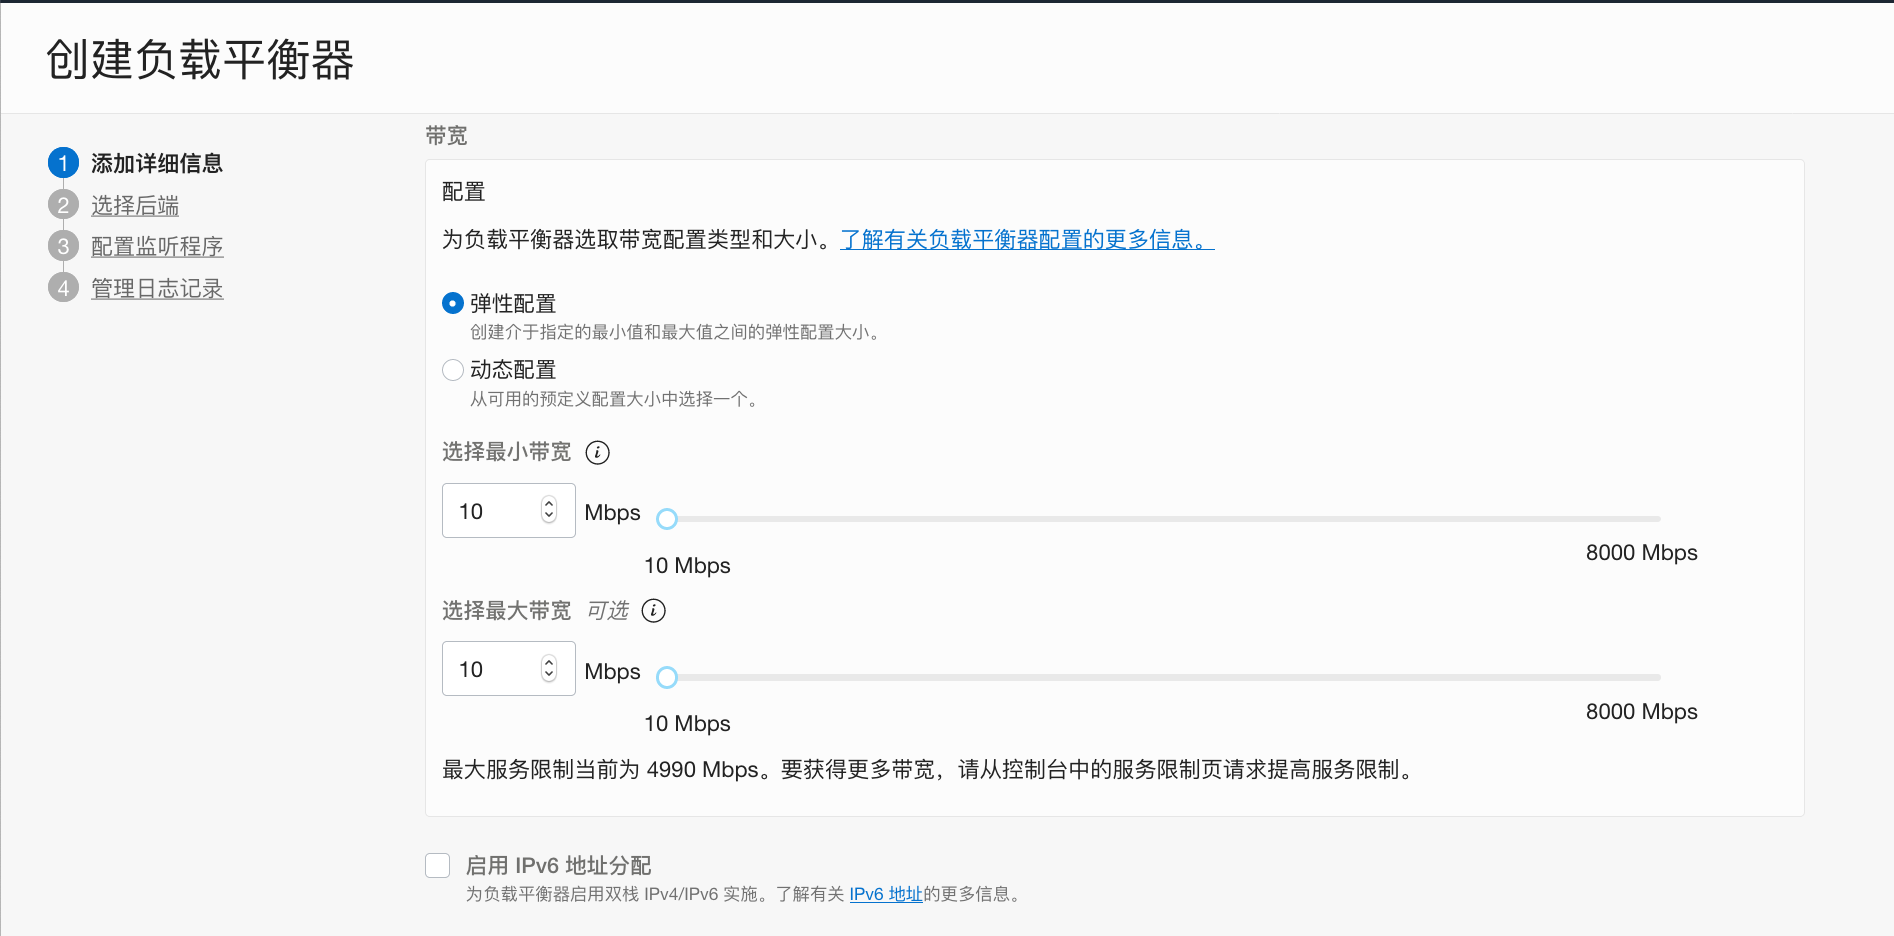 创建负载平衡器
1 添加详细信息
2 选择后端
3 配置监听程序
4 管理日志记录
带宽
配置
为负载平衡器选取带宽配置类型和大小。了解有关负载平衡器配置的更多信息。
弹性配置
创建介于指定的最小值和最大值之间的弹性配置大小。
动态配置
从可用的预定义配置大小中选择一个。
选择最小带宽 i
10 Mbps
10 Mbps 8000 Mbps
选择最大带宽 可选 i
10 Mbps
10 Mbps 8000 Mbps
最大服务限制当前为 4990 Mbps。要获得更多带宽，请从控制台中的服务限制页请求提高服务限制。
启用 IPv6 地址分配
为负载平衡器启用双栈 IPv4/IPv6 实施。了解有关 IPv6 地址的更多信息。